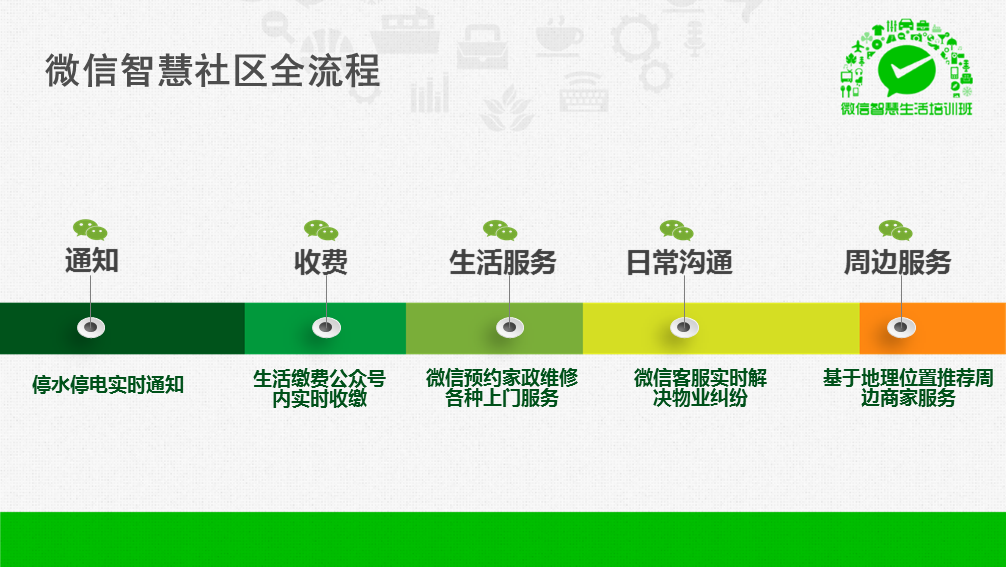 微信智慧社区全流程
微信智慧生活培训班
通知
收费
生活服务
日常沟通
周边服务
停水停电实时通知
生活缴费公众号
内实时收缴
微信预约家政维修
各种上门服务
微信客服实时解
决物业纠纷
基于地理位置推荐周
边商家服务